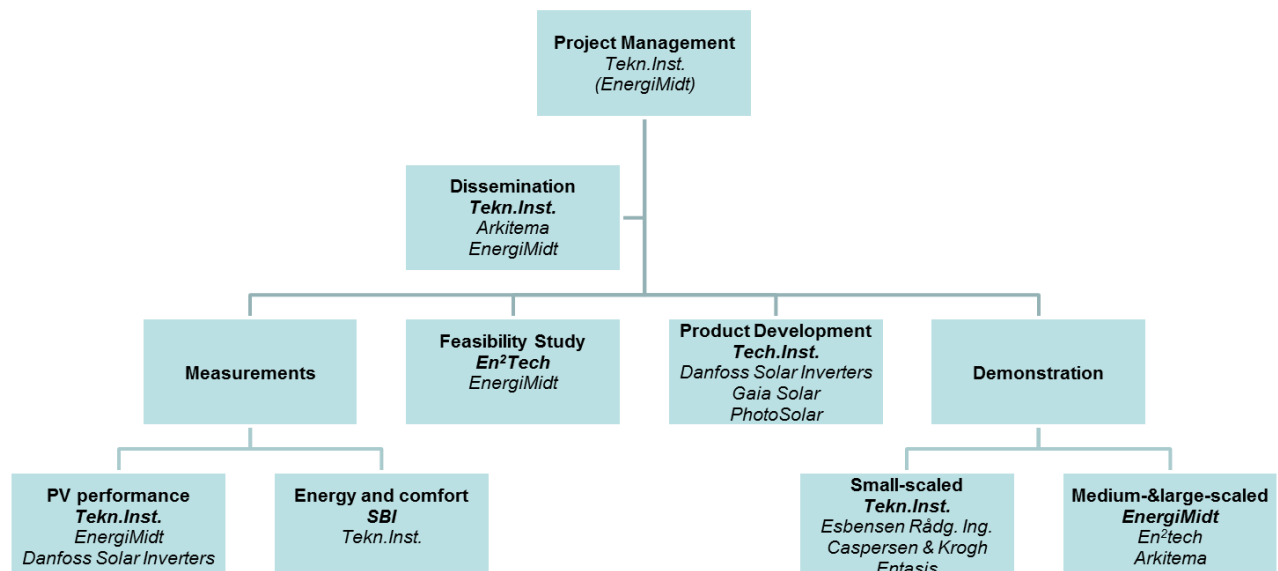 Project Management
Tekn.Inst.
(EnergiMidt)
Dissemination
Tekn.Inst.
Arkitema
EnergiMidt
Measurements
Feasibility Study
En²Tech
EnergiMidt
Product Development
Tech.Inst.
Danfoss Solar Inverters
Gaia Solar
PhotoSolar
Demonstration
PV performance
Tekn.Inst.
EnergiMidt
Danfoss Solar Inverters
Energy and comfort
SBI
Tekn.Inst.
Small-scaled
Tekn.Inst.
Esbensen Rådg. Ing.
Caspersen & Krogh
Entasis
Medium-&large-scaled
EnergiMidt
En²tech
Arkitema